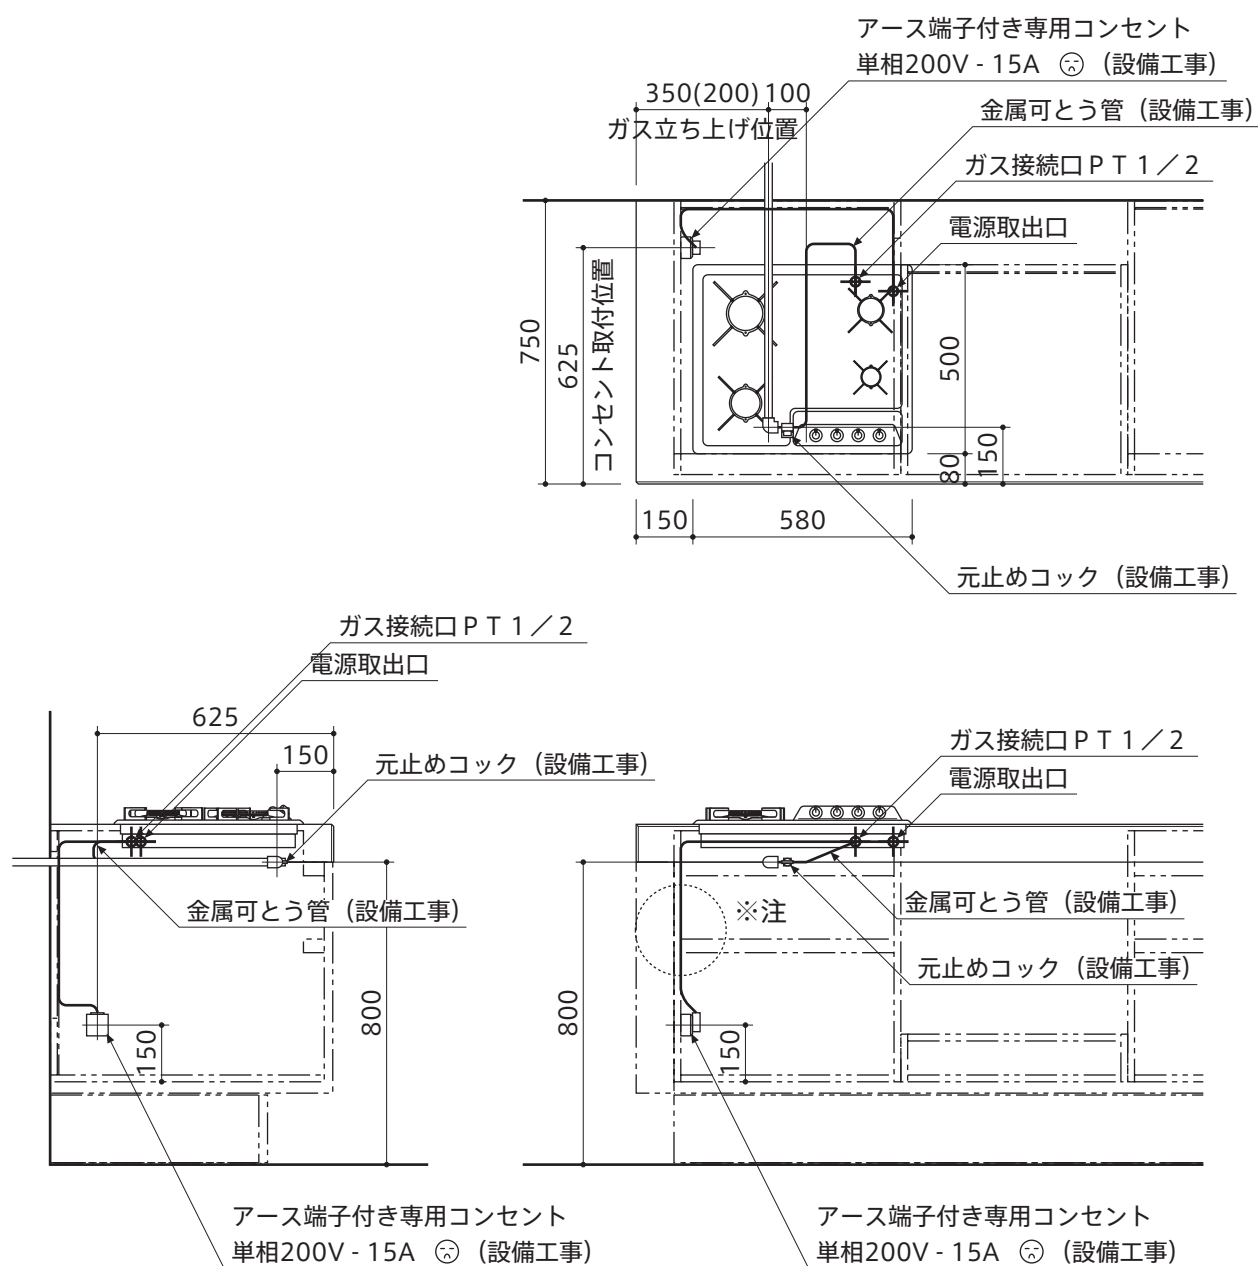 アース端子付き専用コンセント
単相200V - 15A （設備工事）
350(200) 100
ガス立ち上げ位置
金属可とう管（設備工事）
ガス接続口ＰＴ１／２
電源取出口
750
625
コンセント取付位置
500
80
150
150
580
元止めコック（設備工事）
ガス接続口ＰＴ１／２
電源取出口
625
150
元止めコック（設備工事）
金属可とう管（設備工事）
800
150
アース端子付き専用コンセント
単相200V - 15A （設備工事）
ガス接続口ＰＴ１／２
電源取出口
※注
金属可とう管（設備工事）
元止めコック（設備工事）
800
150
アース端子付き専用コンセント
単相200V - 15A （設備工事）